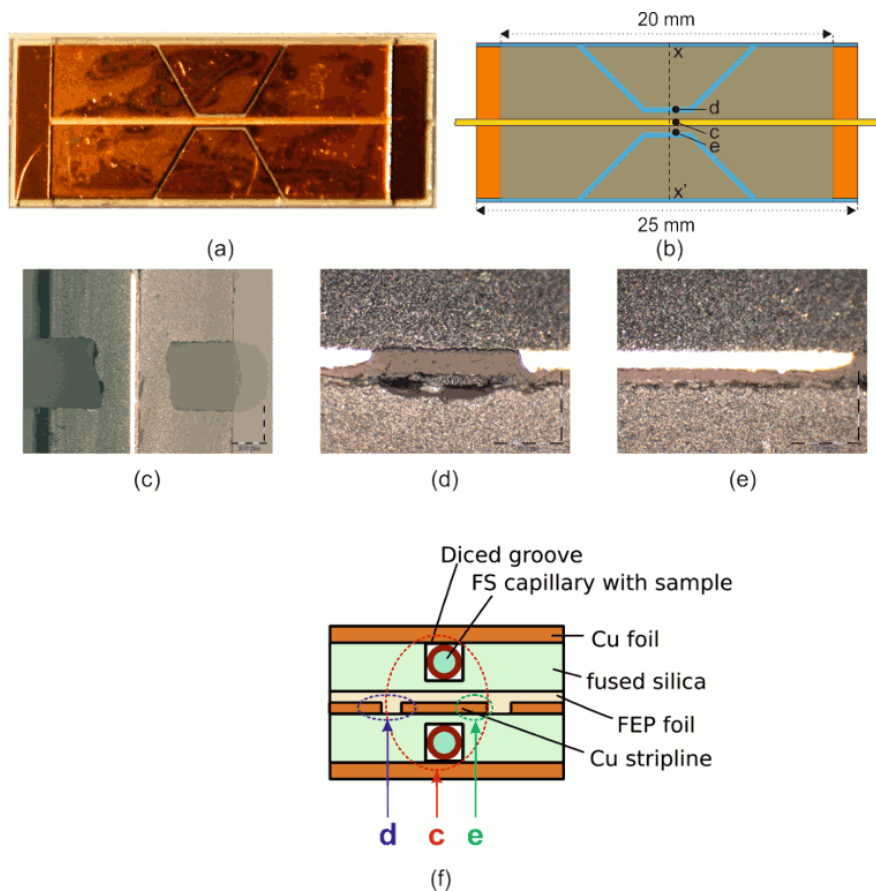 20 mm
x
d
c
e
x'
25 mm
(a)
(b)
(c)
(d)
(e)
Diced groove
FS capillary with sample
Cu foil
fused silica
FEP foil
Cu stripline
d
c
e
(f)